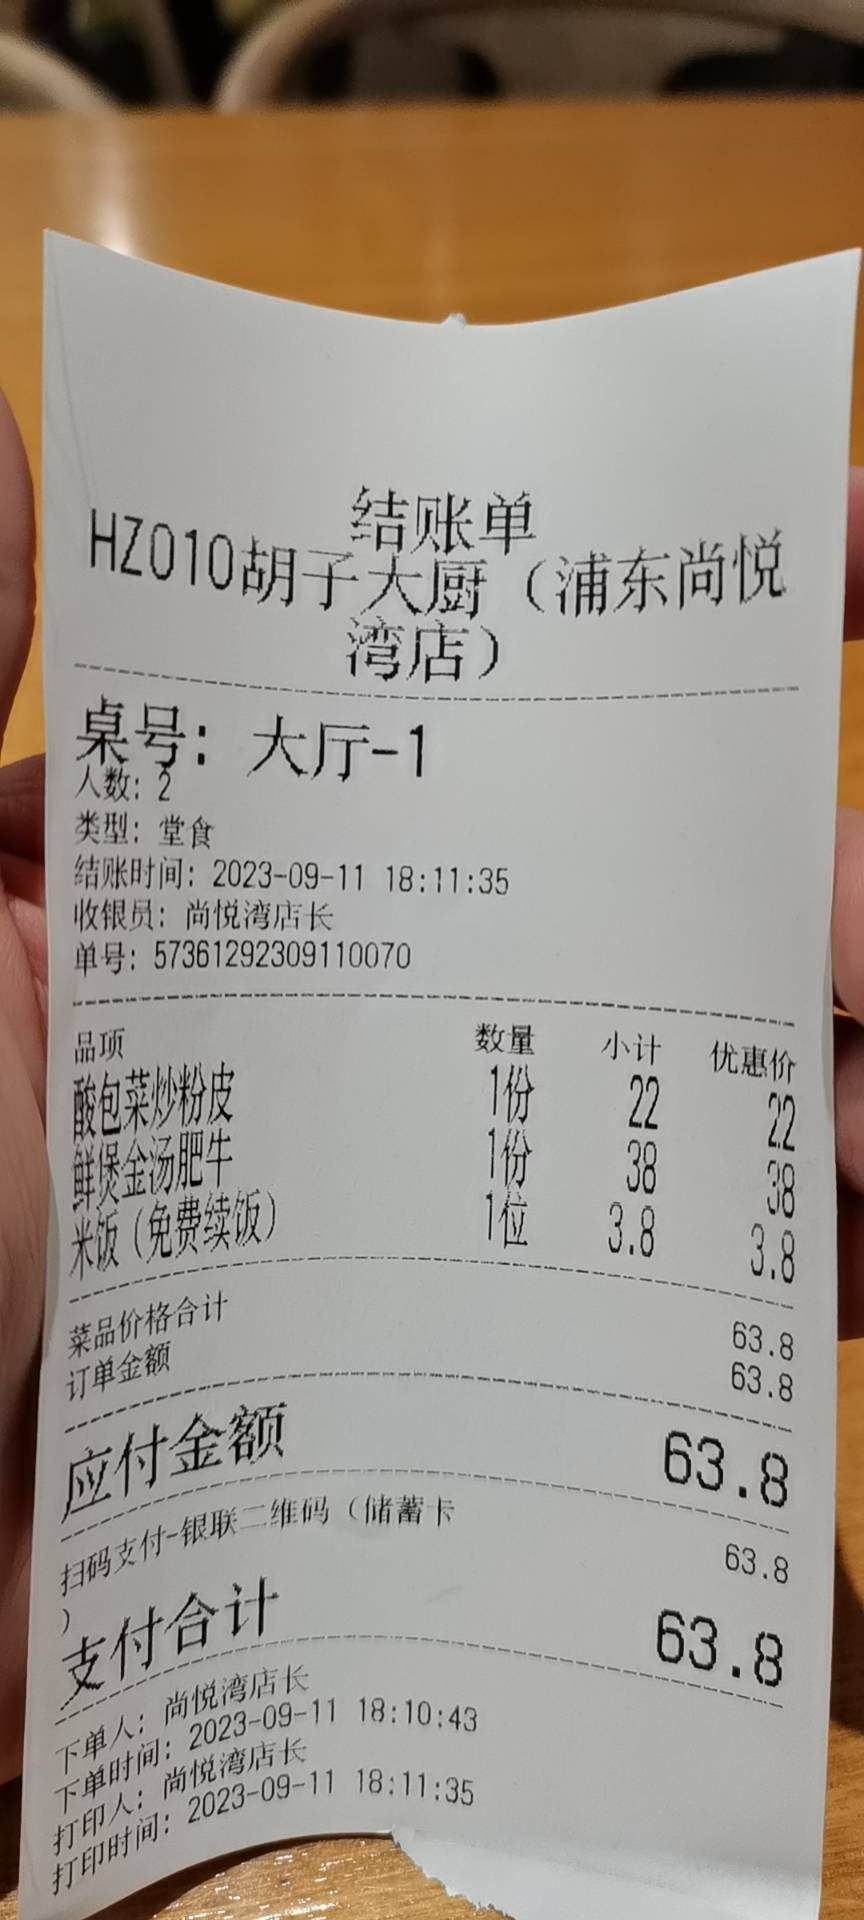 结账单
HZ010胡子大厨（浦东尚悦
湾店）
桌号: 大厅-1
人数: 2
类型: 堂食
结账时间: 2023-09-11 18:11:35
收银员: 尚悦湾店长
单号: 573612922309110070
品项 数量 小计 优惠价
酸包菜炒粉皮 1份 22 22
鲜煲金汤肥牛 1份 38 38
米饭（免费续饭） 1位 3.8 3.8
菜品价格合计 63.8
订单金额 63.8
应付金额 63.8
扫码支付-银联二维码（储蓄卡 63.8
）
支付合计 63.8
下单人: 尚悦湾店长
下单时间: 2023-09-11 18:10:43
打印人: 尚悦湾店长
打印时间: 2023-09-11 18:11:35